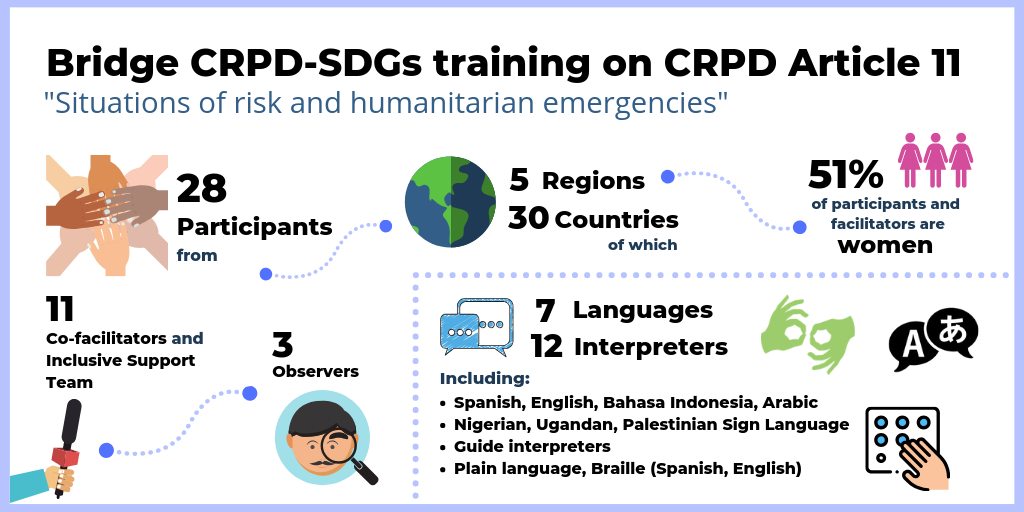 Bridge CRPD-SDGs training on CRPD Article 11
"Situations of risk and humanitarian emergencies"
28
Participants
from
5 Regions
30 Countries
of which
51%
of participants and
facilitators are
women
11
Co-facilitators and
Inclusive Support
Team
3
Observers
7 Languages
12 Interpreters
A あ
Including:
• Spanish, English, Bahasa Indonesia, Arabic
• Nigerian, Ugandan, Palestinian Sign Language
• Guide interpreters
• Plain language, Braille (Spanish, English)